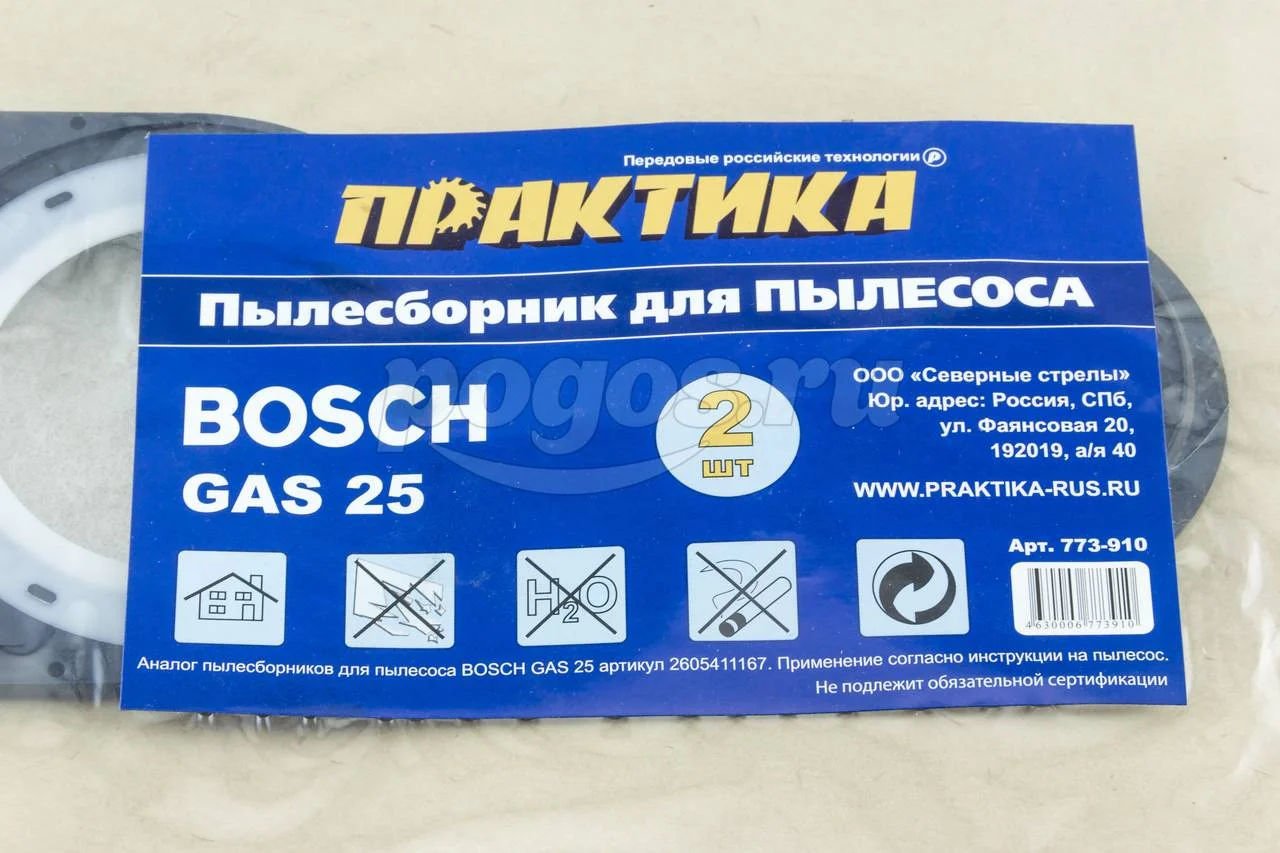 Передовые российские технологии
ПРАКТИКА
Пылесборник для ПЫЛЕСОСА
BOSCH
GAS 25
pogos.ru
2
шт
ООО «Северные стрелы»
Юр. адрес: Россия, СПб,
ул. Фаянсовая 20,
192019, а/я 40
WWW.PRAKTIKA-RUS.RU
Арт. 773-910
H2O
4630006773910
Аналог пылесборников для пылесоса BOSCH GAS 25 артикул 2605411167. Применение согласно инструкции на пылесос.
Не подлежит обязательной сертификации